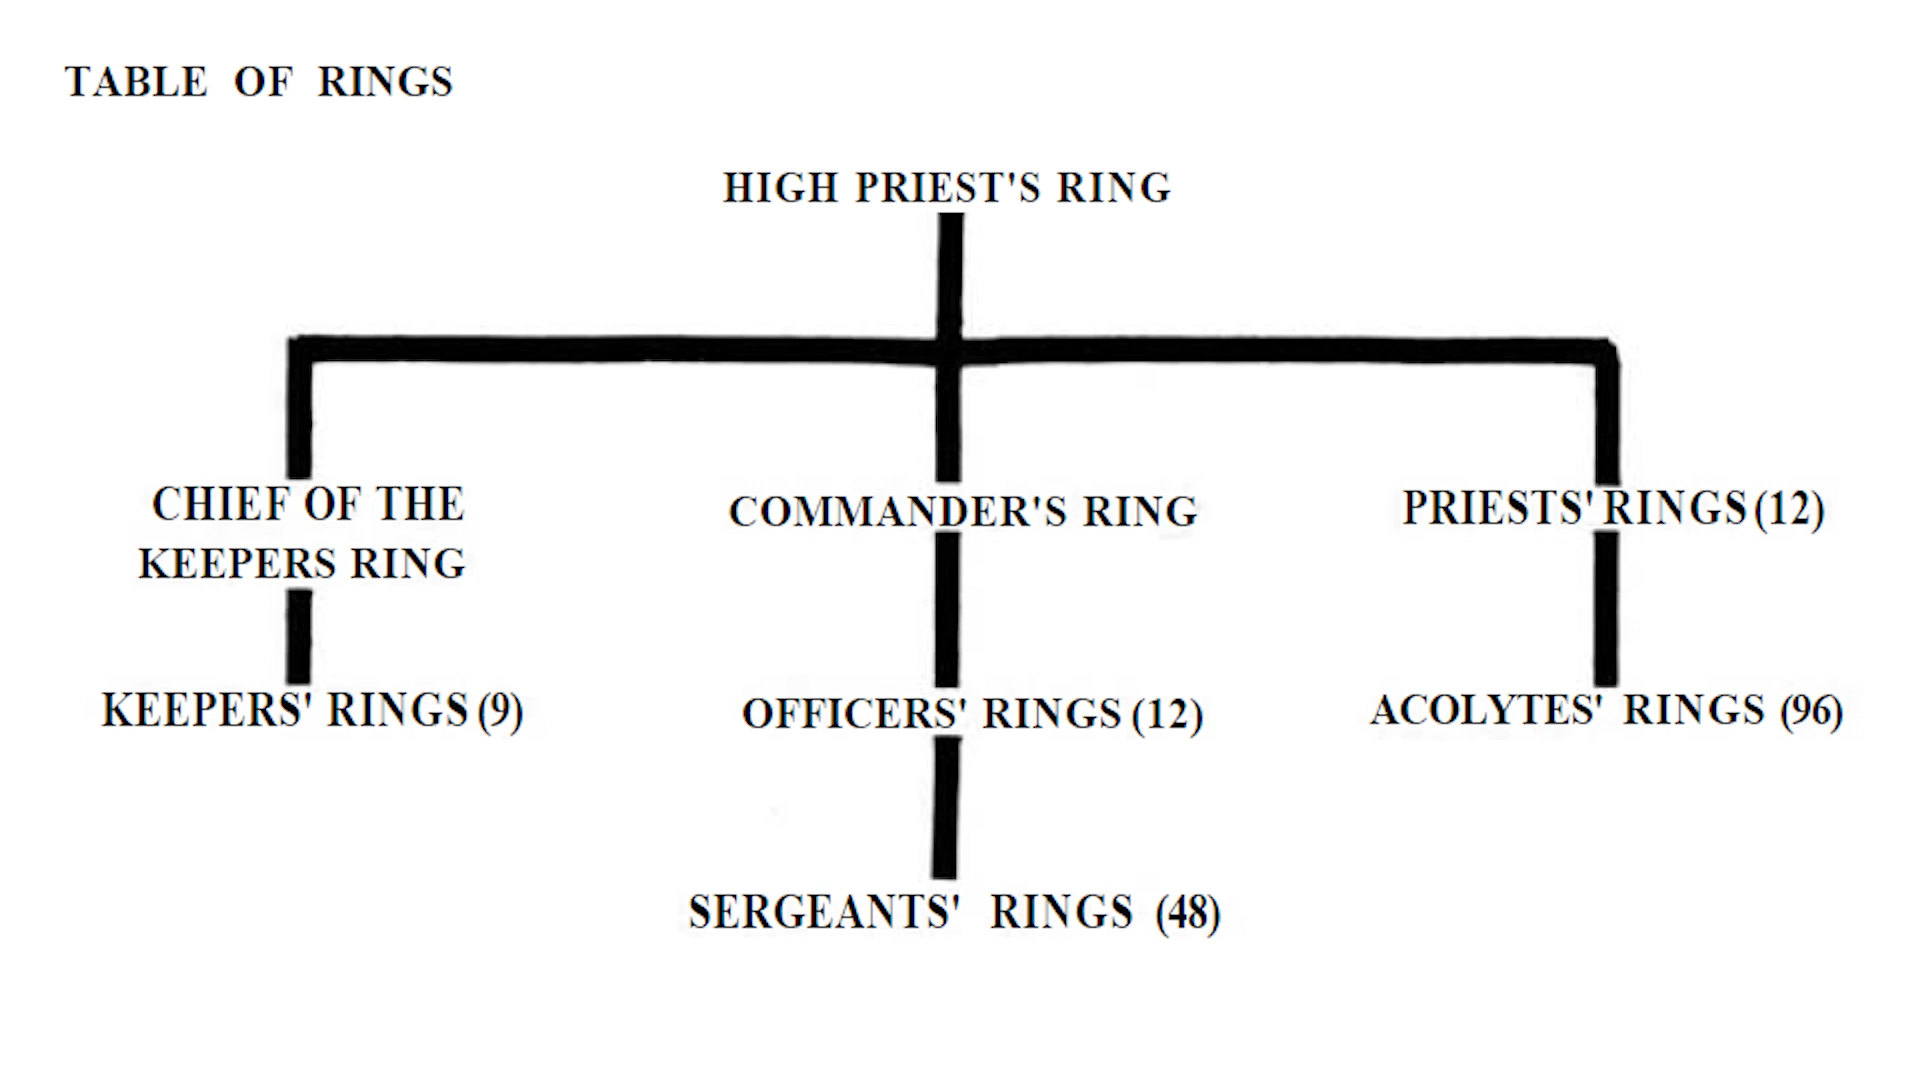 TABLE OF RINGS
HIGH PRIEST'S RING
CHIEF OF THE
KEEPERS RING
COMMANDER'S RING
PRIESTS' RINGS (12)
KEEPERS' RINGS (9)
OFFICERS' RINGS (12)
ACOLYTES' RINGS (96)
SERGEANTS' RINGS (48)